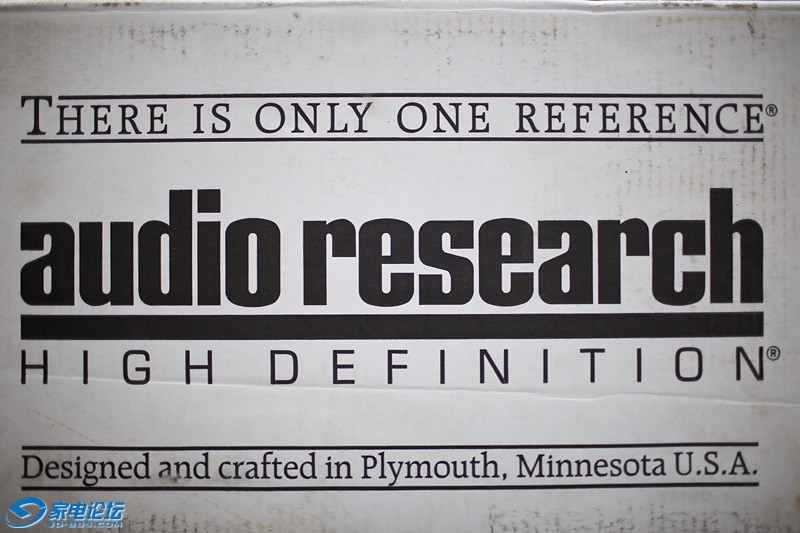 THERE IS ONLY ONE REFERENCE®
audio research
HIGH DEFINITION®
Designed and crafted in Plymouth, Minnesota U.S.A.
家电论坛
JD-BBS.COM